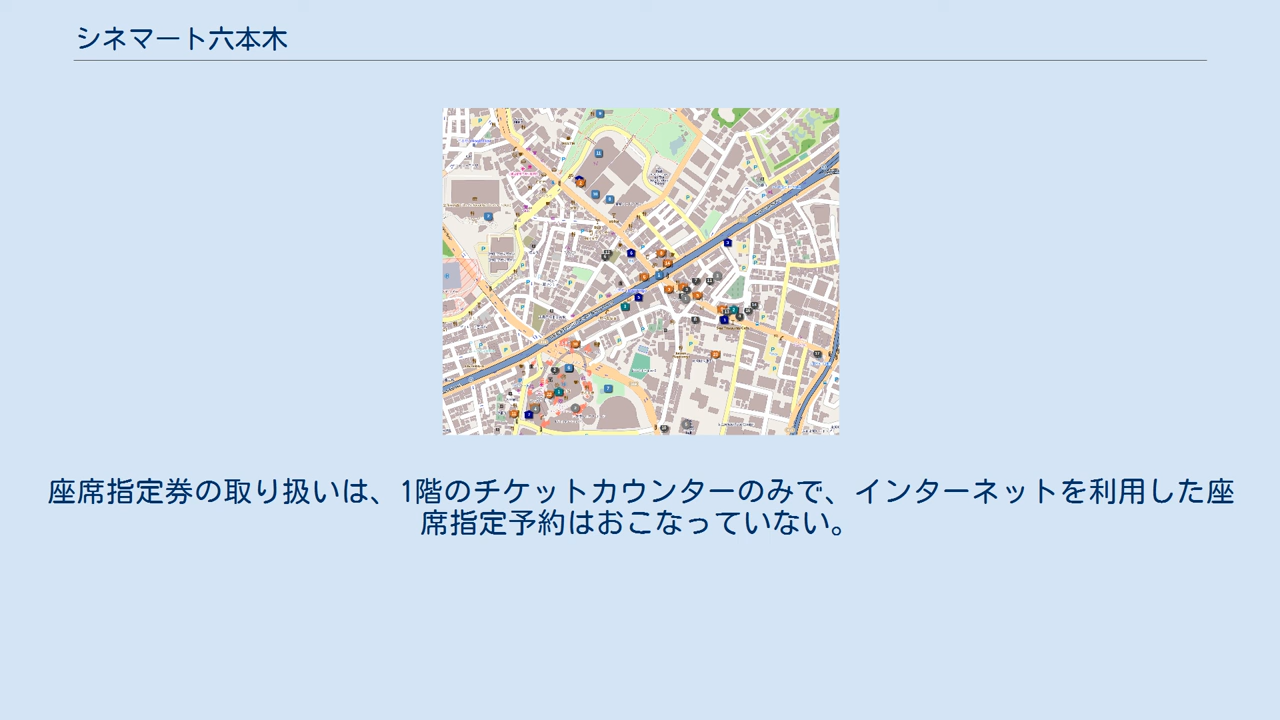 シネマート六本木
座席指定券の取り扱いは、1階のチケットカウンターのみで、インターネットを利用した座
席指定予約はおこなっていない。